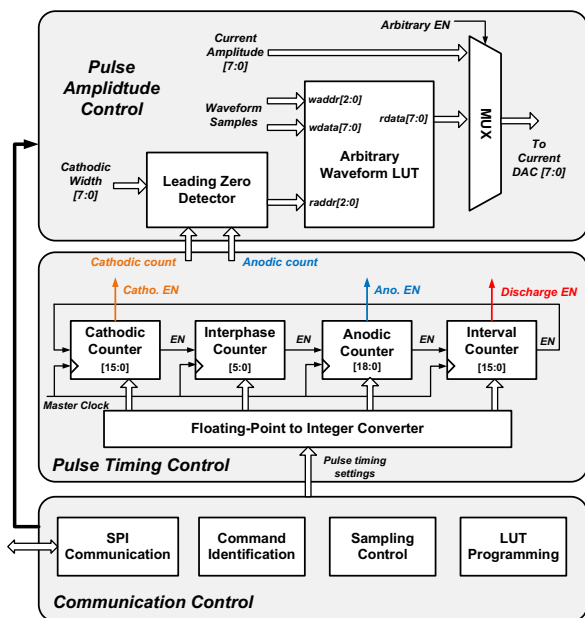 Arbitrary EN
Current
Amplitude
[7:0]
Pulse
Amplidtude
Control
Waveform
Samples
waddr[2:0]
wdata[7:0]
rdata[7:0]
Arbitrary
Waveform LUT
raddr[2:0]
MUX
To
Current
DAC [7:0]
Cathodic
Width
[7:0]
Leading Zero
Detector
Cathodic count
Anodic count
Catho. EN
Ano. EN
Discharge EN
Cathodic
Counter
[15:0]
EN
Interphase
Counter
[5:0]
EN
Anodic
Counter
[18:0]
EN
Interval
Counter
[15:0]
EN
Master Clock
Floating-Point to Integer Converter
Pulse Timing Control
Pulse timing
settings
SPI
Communication
Command
Identification
Sampling
Control
LUT
Programming
Communication Control